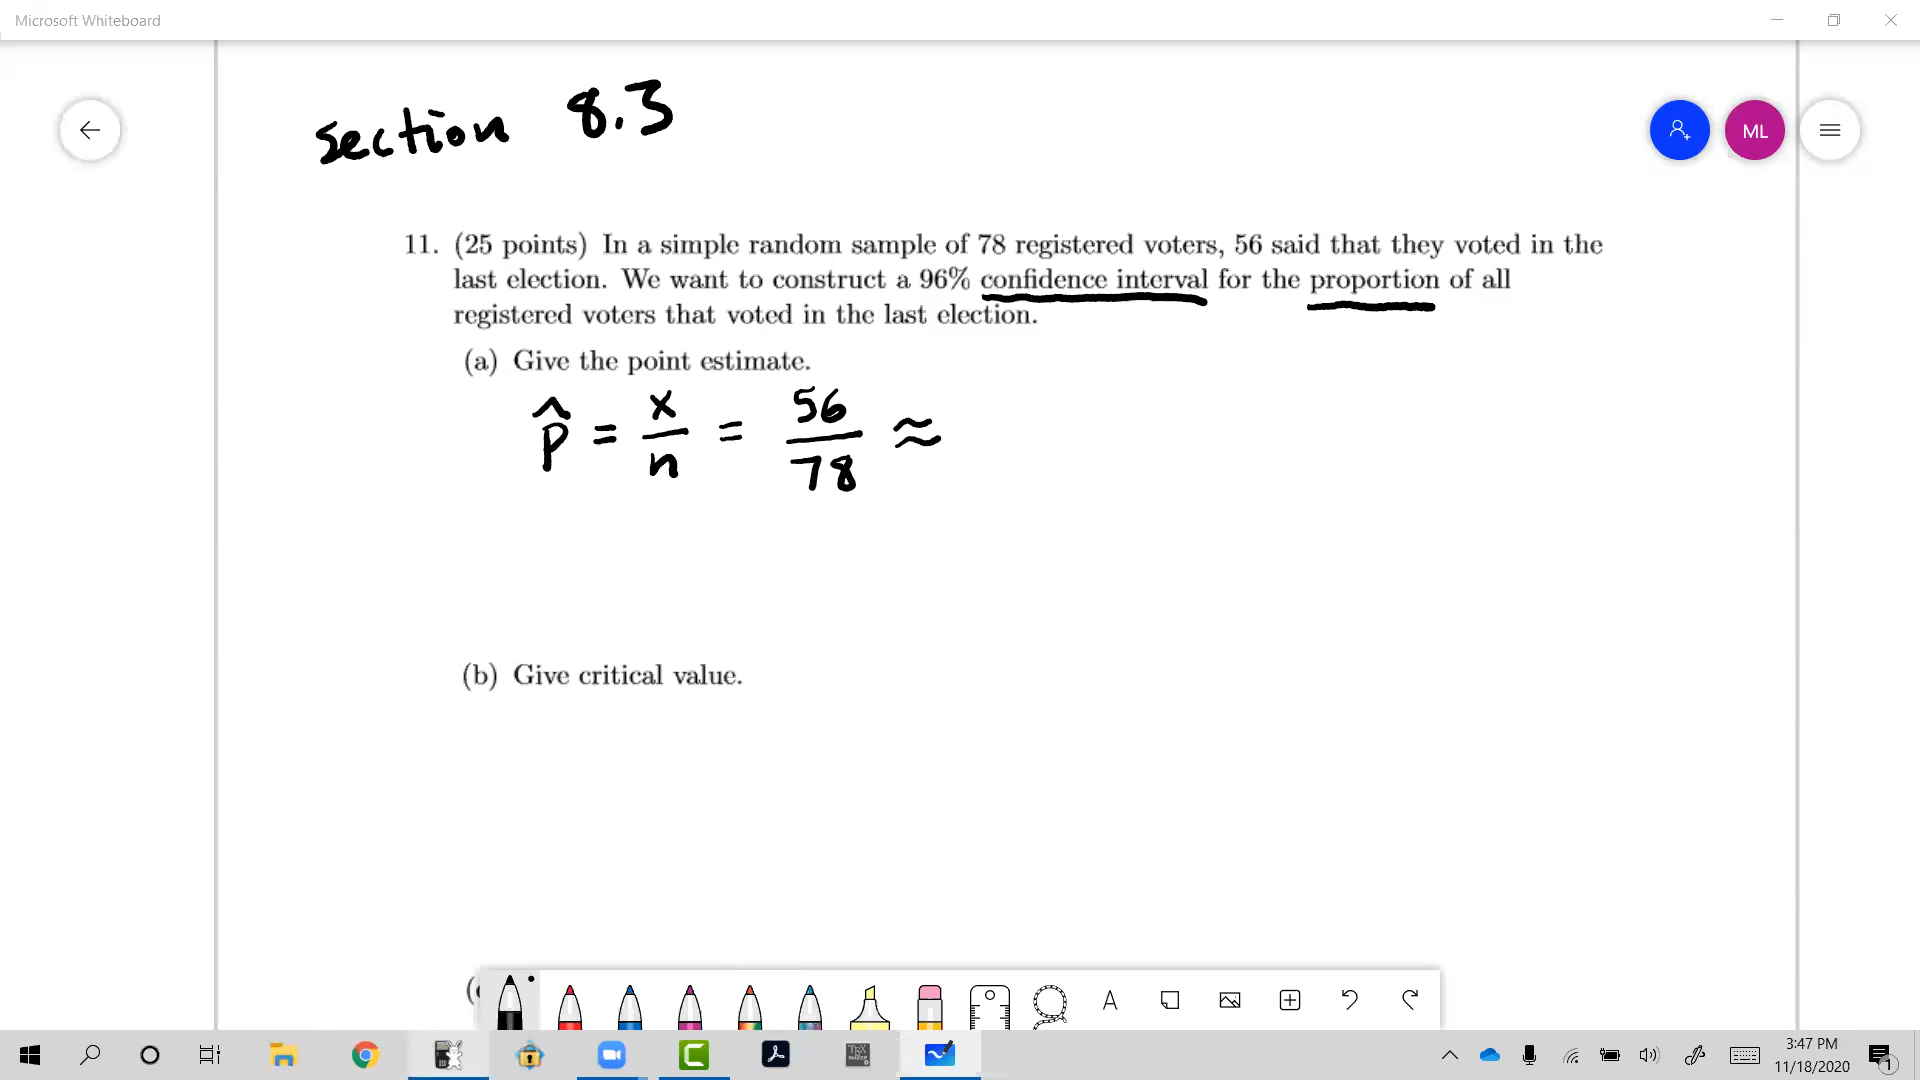 Microsoft Whiteboard
section 8.3
ML
11. (25 points) In a simple random sample of 78 registered voters, 56 said that they voted in the
last election. We want to construct a 96% confidence interval for the proportion of all
registered voters that voted in the last election.
(a) Give the point estimate.
p̂ = x/n = 56/78 ≈
(b) Give critical value.
A
3:47 PM
11/18/2020
1